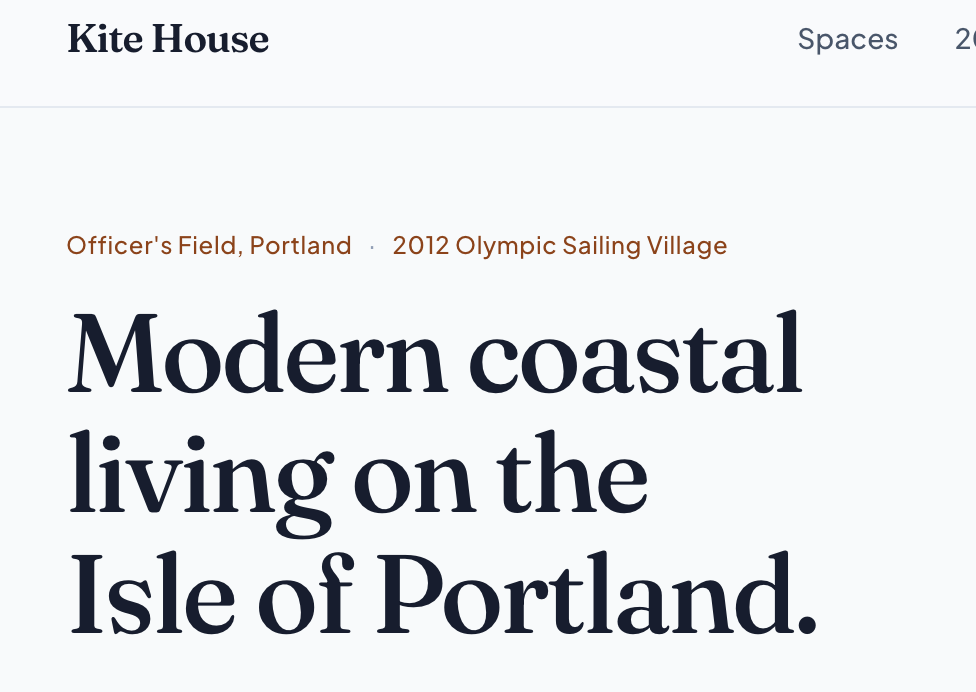 Kite House
Spaces
Officer's Field, Portland · 2012 Olympic Sailing Village
Modern coastal
living on the
Isle of Portland.